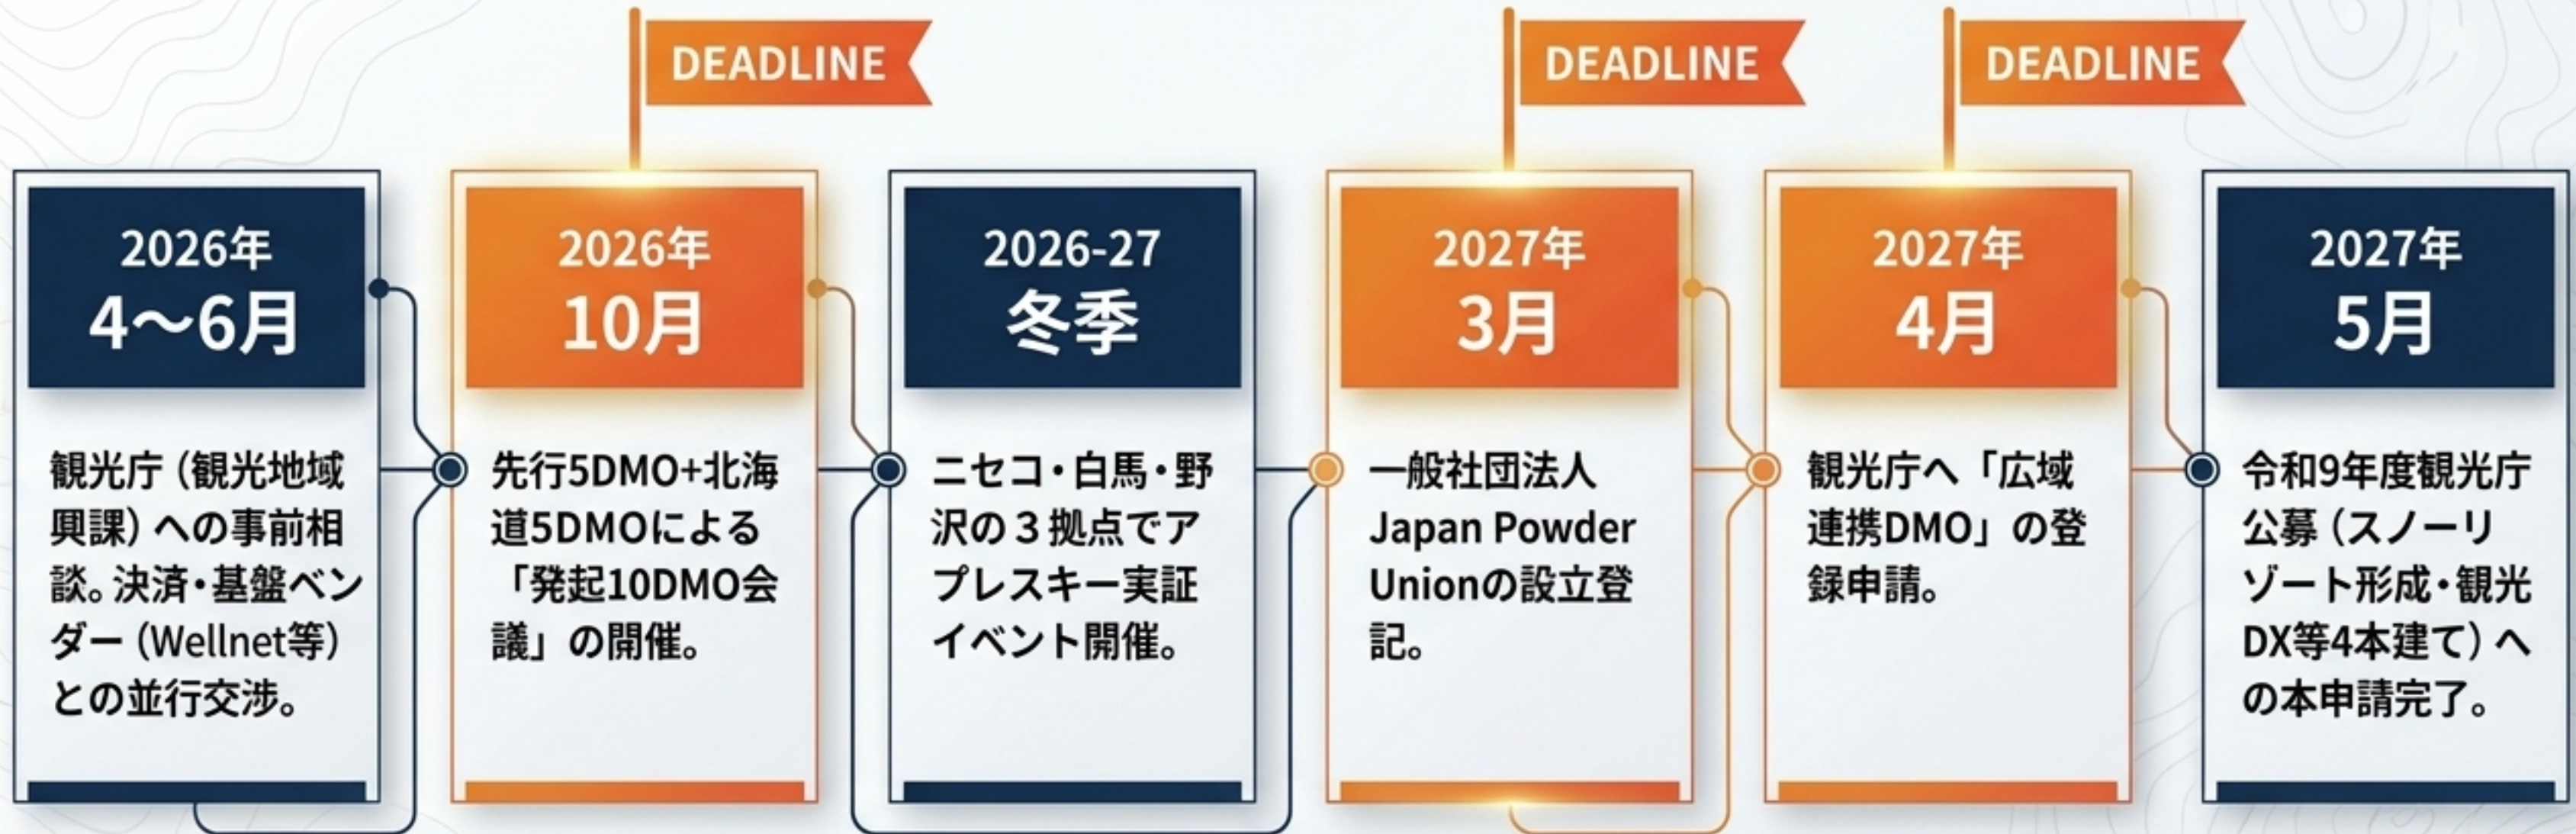 DEADLINE
DEADLINE
DEADLINE
2026年
4〜6月
観光庁（観光地域
興課）への事前相
談。決済・基盤ベン
ダー（Wellnet等）
との並行交渉。
2026年
10月
先行5DMO+北海
道5DMOによる
「発起10DMO会
議」の開催。
2026-27
冬季
ニセコ・白馬・野
沢の３拠点でア
プレスキー実証
イベント開催。
2027年
3月
一般社団法人
Japan Powder
Unionの設立登
記。
2027年
4月
観光庁へ「広域
連携DMO」の登
録申請。
2027年
5月
令和9年度観光庁
公募（スノーリ
ゾート形成・観光
DX等4本建て）へ
の本申請完了。